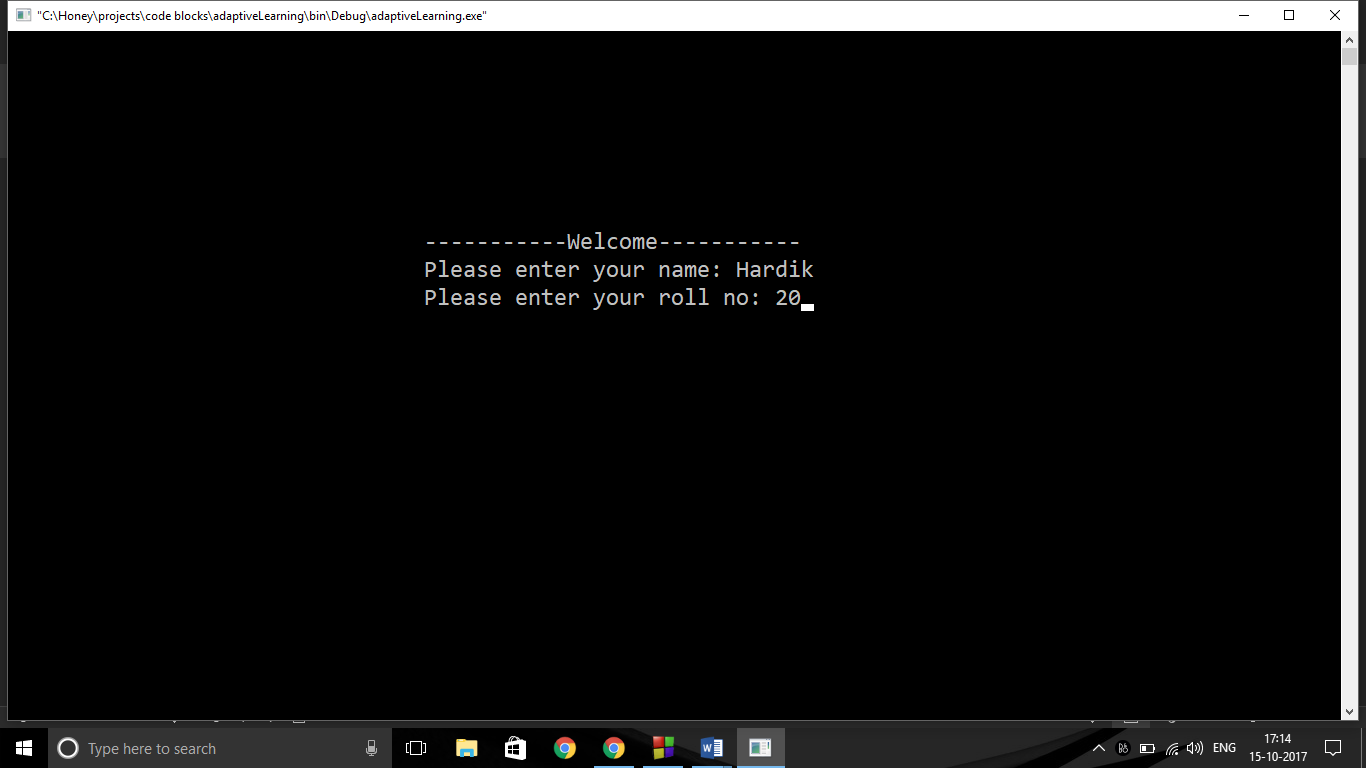 "C:\Honey\projects\code blocks\adaptiveLearning\bin\Debug\adaptiveLearning.exe"
-----------Welcome-----------
Please enter your name: Hardik
Please enter your roll no: 20
Type here to search
ENG
17:14
15-10-2017